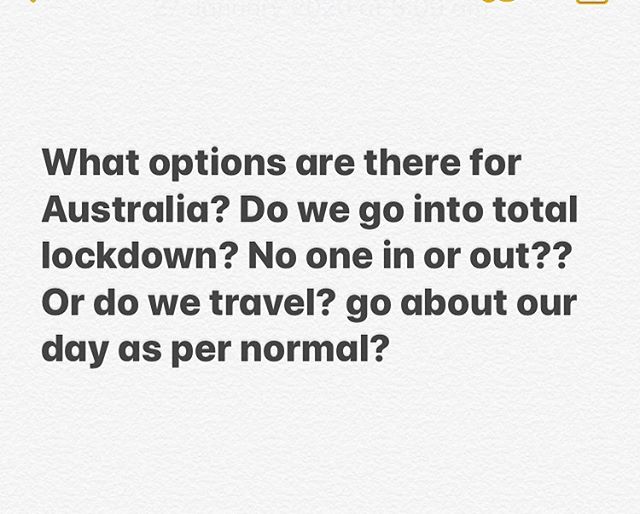 What options are there for
Australia? Do we go into total
lockdown? No one in or out??
Or do we travel? go about our
day as per normal?